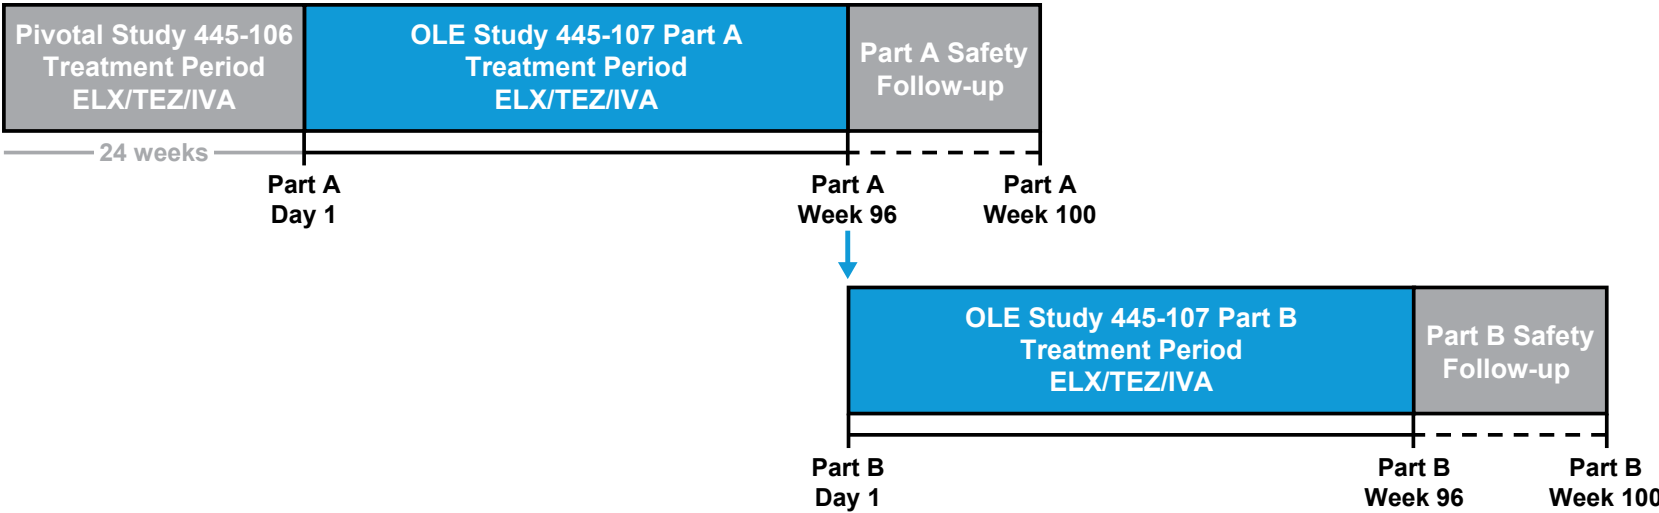 Pivotal Study 445-106
Treatment Period
ELX/TEZ/IVA
OLE Study 445-107 Part A
Treatment Period
ELX/TEZ/IVA
Part A Safety
Follow-up
24 weeks
Part A
Day 1
Part A
Week 96
Part A
Week 100
OLE Study 445-107 Part B
Treatment Period
ELX/TEZ/IVA
Part B Safety
Follow-up
Part B
Day 1
Part B
Week 96
Part B
Week 100